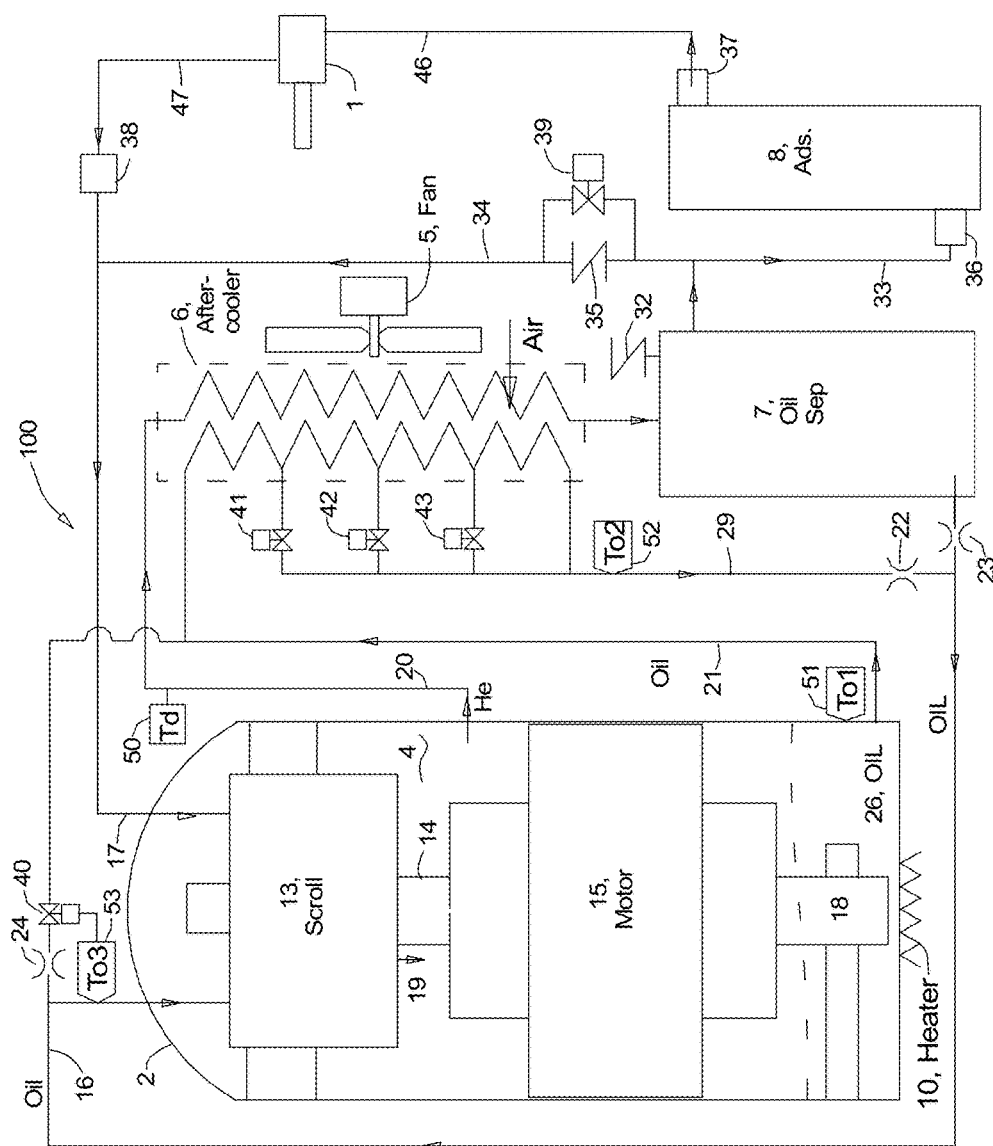 100
47
38
1
46
37
8, Ads.
36
33
39
35
34
5, Fan
6,
After-
cooler
Air
32
7,
Oil
Sep
41
42
43
To2
52
29
22
23
Td
50
20
He
Oil
21
To1
51
OIL
17
4
26, OIL
40
24
To3
53
13,
Scroll
14
19
15,
Motor
18
10, Heater
2
16
Oil